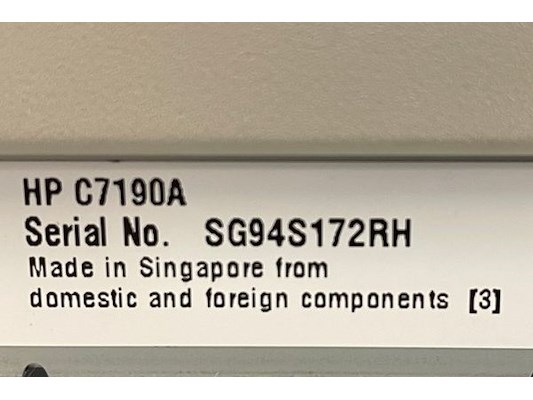 HP C7190A
Serial No. SG94S172RH
Made in Singapore from
domestic and foreign components [3]